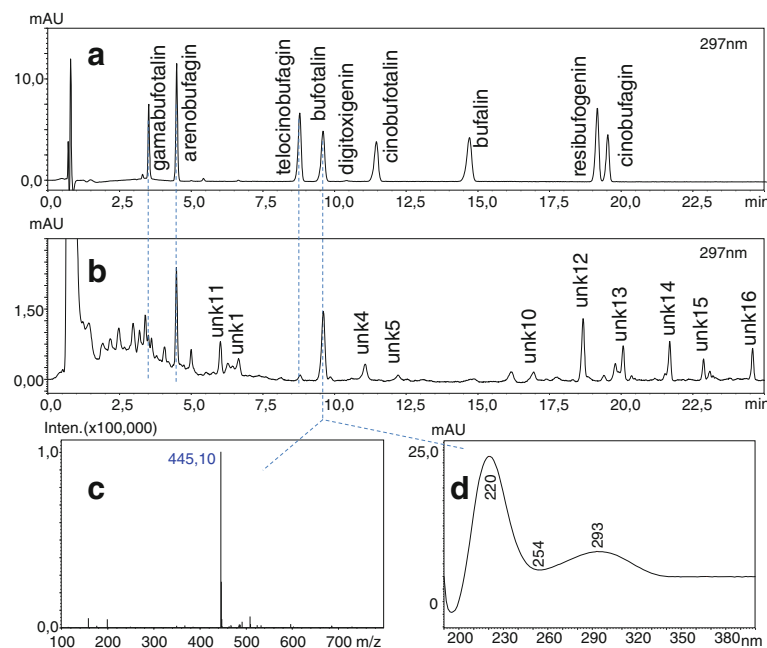 mAU
a
297nm
10,0
0,0
gamabufotalin
arenobufagin
telocinobufagin
bufotalin
digitoxigenin
cinobufotalin
bufalin
resibufogenin
cinobufagin
0,0 2,5 5,0 7,5 10,0 12,5 15,0 17,5 20,0 22,5 min
mAU
b
297nm
1.50
0,00
unk11
unk1
unk4
unk5
unk10
unk12
unk13
unk14
unk15
unk16
0,0 2,5 5,0 7,5 10,0 12,5 15,0 17,5 20,0 22,5 min
Inten.(x100,000)
1,0
445,10
c
0,0
100 200 300 400 500 600 700 m/z
mAU
25,0
d
220
254
293
0
200 230 260 290 320 350 380 nm